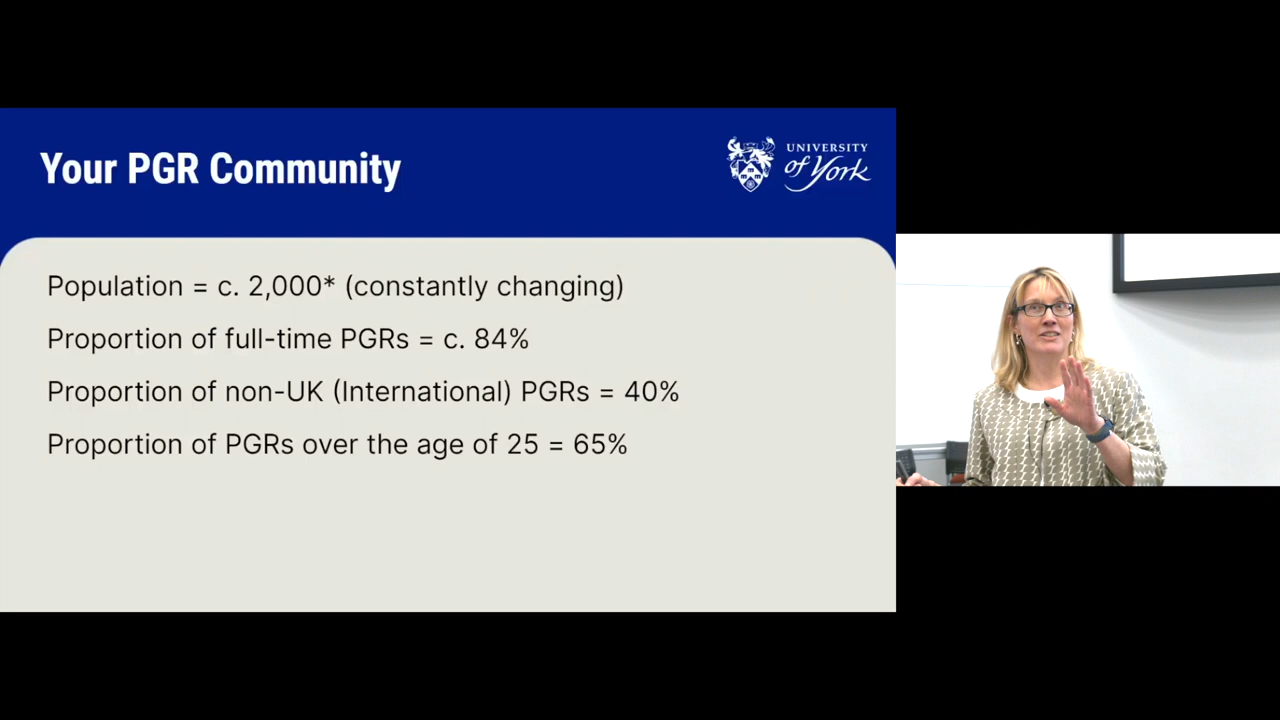 Your PGR Community
UNIVERSITY
of York
Population = c. 2,000* (constantly changing)
Proportion of full-time PGRs = c. 84%
Proportion of non-UK (International) PGRs = 40%
Proportion of PGRs over the age of 25 = 65%